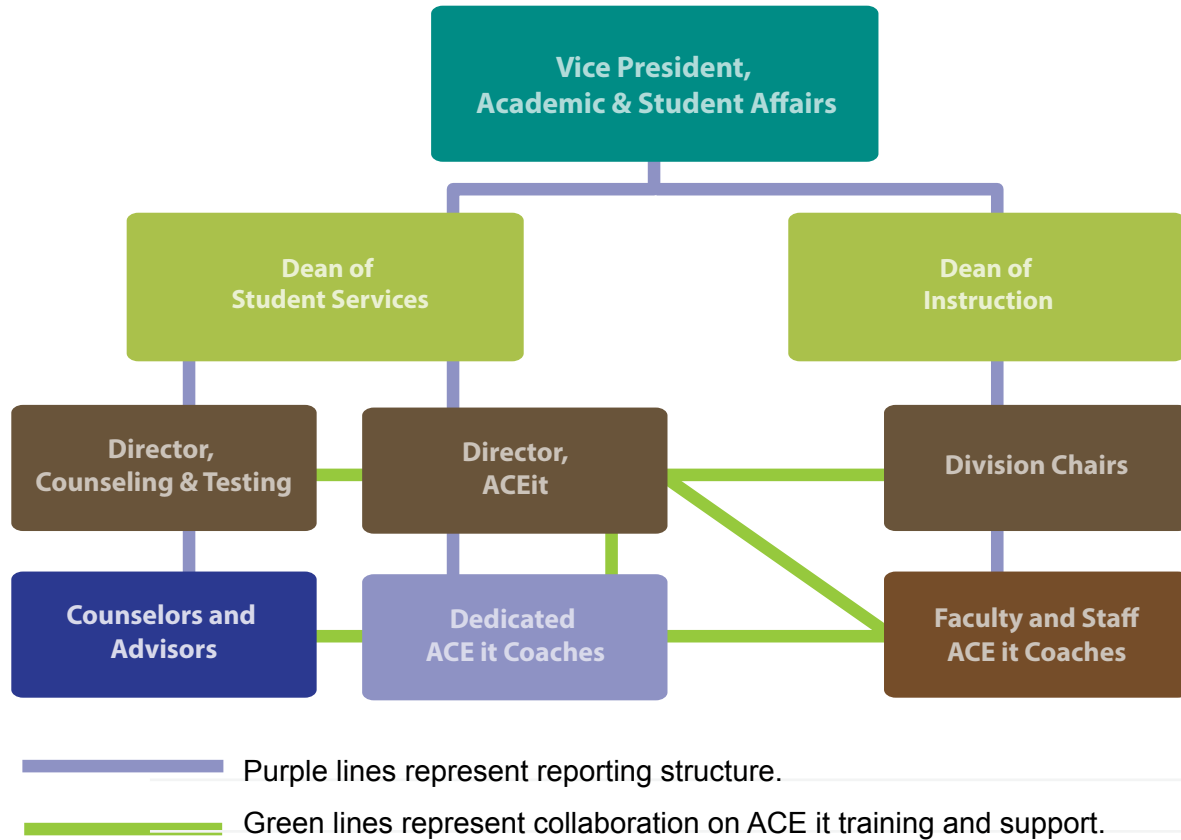 Vice President,
Academic & Student Affairs
Dean of
Student Services
Dean of
Instruction
Director,
Counseling & Testing
Director,
ACEit
Division Chairs
Counselors and
Advisors
Dedicated
ACE it Coaches
Faculty and Staff
ACE it Coaches
Purple lines represent reporting structure.
Green lines represent collaboration on ACE it training and support.